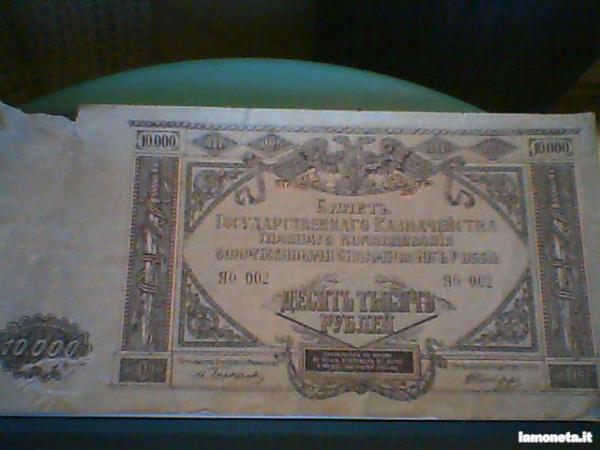 10.000 10.000
БИЛЕТЪ
ГОСУДАРСТВЕННАГО КАЗНАЧЕЙСТВА
ГЛАВНАГО КОМАНДОВАНІЯ
ВООРУЖЕННЫМИ СИЛАМИ НА ЮГѢ РОССІИ
ЯО 002 ЯО 002
ДЕСЯТЬ ТЫСЯЧЪ
РУБЛЕЙ
10.000
lamoneta.it